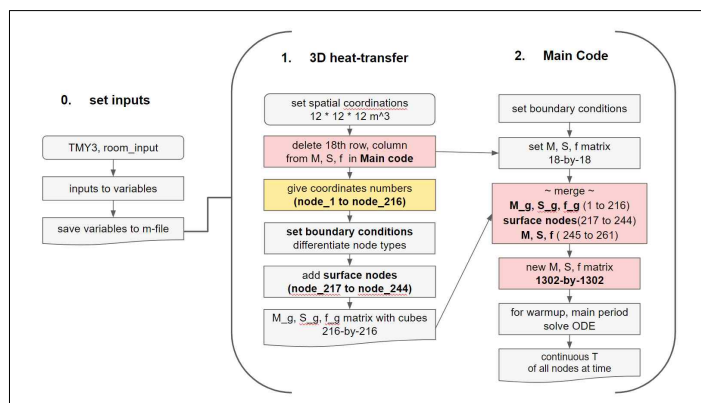 0. set inputs
TMY3, room_input
inputs to variables
save variables to m-file
1. 3D heat-transfer
set spatial coordinations
12 * 12 * 12 m^3
delete 18th row, column
from M, S, f in Main code
give coordinates numbers
(node_1 to node_216)
set boundary conditions
differentiate node types
add surface nodes
(node_217 to node_244)
M_g, S_g, f_g matrix with cubes
216-by-216
2. Main Code
set boundary conditions
set M, S, f matrix
18-by-18
~ merge ~
M_g, S_g, f_g (1 to 216)
surface nodes(217 to 244)
M, S, f ( 245 to 261)
new M, S, f matrix
1302-by-1302
for warmup, main period
solve ODE
continuous T
of all nodes at time